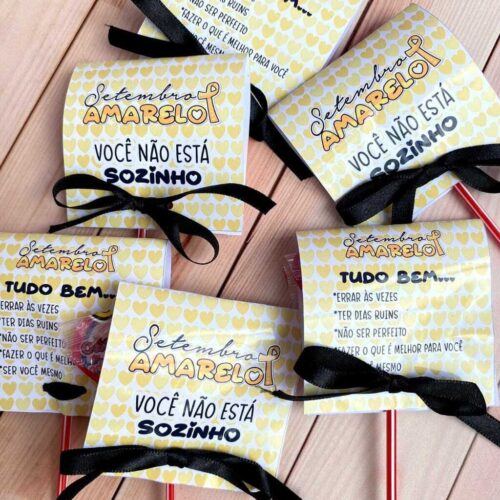 TER DIAS RUINS
*NÃO SER PERFEITO
*FAZER O QUE É MELHOR PARA VOCÊ
Setembro
AMARELO
VOCÊ NÃO ESTÁ
SOZINHO
Setembro
AMARELO
VOCÊ NÃO ESTÁ
SOZINHO
Setembro
AMARELO
TUDO BEM...
*ERRAR ÀS VEZES
*TER DIAS RUINS
*NÃO SER PERFEITO
*FAZER O QUE É MELH
*SER VOCÊ MESMO
Setembro
AMARELO
VOCÊ NÃO ESTÁ
SOZINHO
Setembro
AMARELO
TUDO BEM...
*ERRAR ÀS VEZES
*TER DIAS RUINS
*NÃO SER PERFEITO
*FAZER O QUE É MELHOR PARA VOCÊ
MESMO